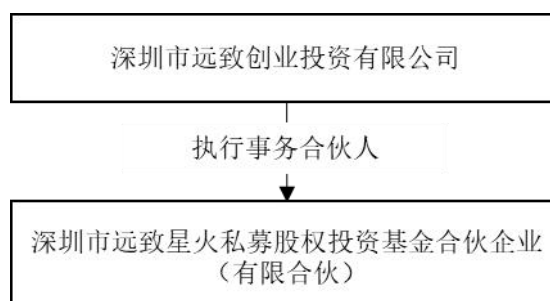 深圳市远致创业投资有限公司
执行事务合伙人
深圳市远致星火私募股权投资基金合伙企业
（有限合伙）